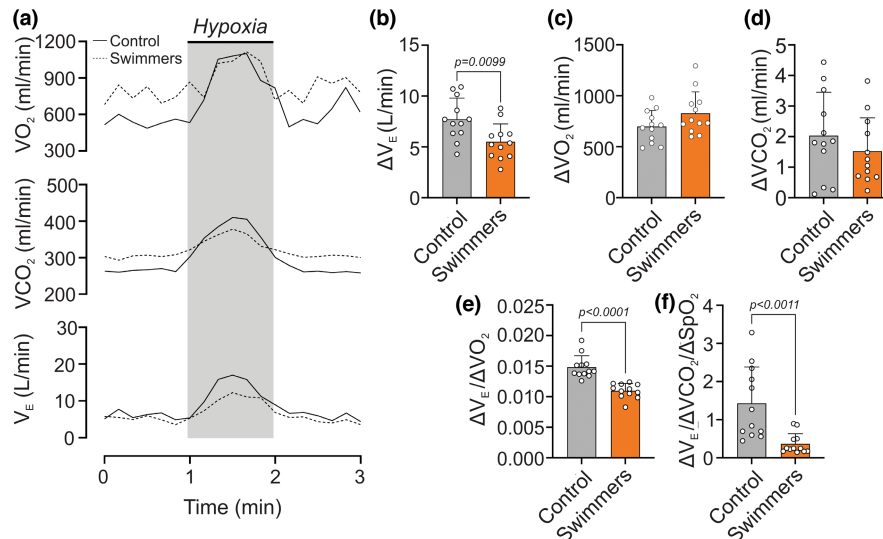 (a)
Hypoxia
Control
Swimmers
1200
900
600
300
VO₂ (ml/min)
500
400
300
200
VCO₂ (ml/min)
30
20
10
0
V_E (L/min)
0 1 2 3
Time (min)
(b)
15
10
5
0
ΔV_E (L/min)
p=0.0099
Control
Swimmers
(c)
1500
1000
500
0
ΔVO₂ (ml/min)
Control
Swimmers
(d)
5
4
3
2
1
0
ΔVCO₂ (ml/min)
Control
Swimmers
(e)
0.025
0.020
0.015
0.010
0.005
0.000
ΔV_E/ΔVO₂
p<0.0001
Control
Swimmers
(f)
4
3
2
1
0
ΔV_E/ΔVCO₂/ΔSpO₂
p<0.0011
Control
Swimmers